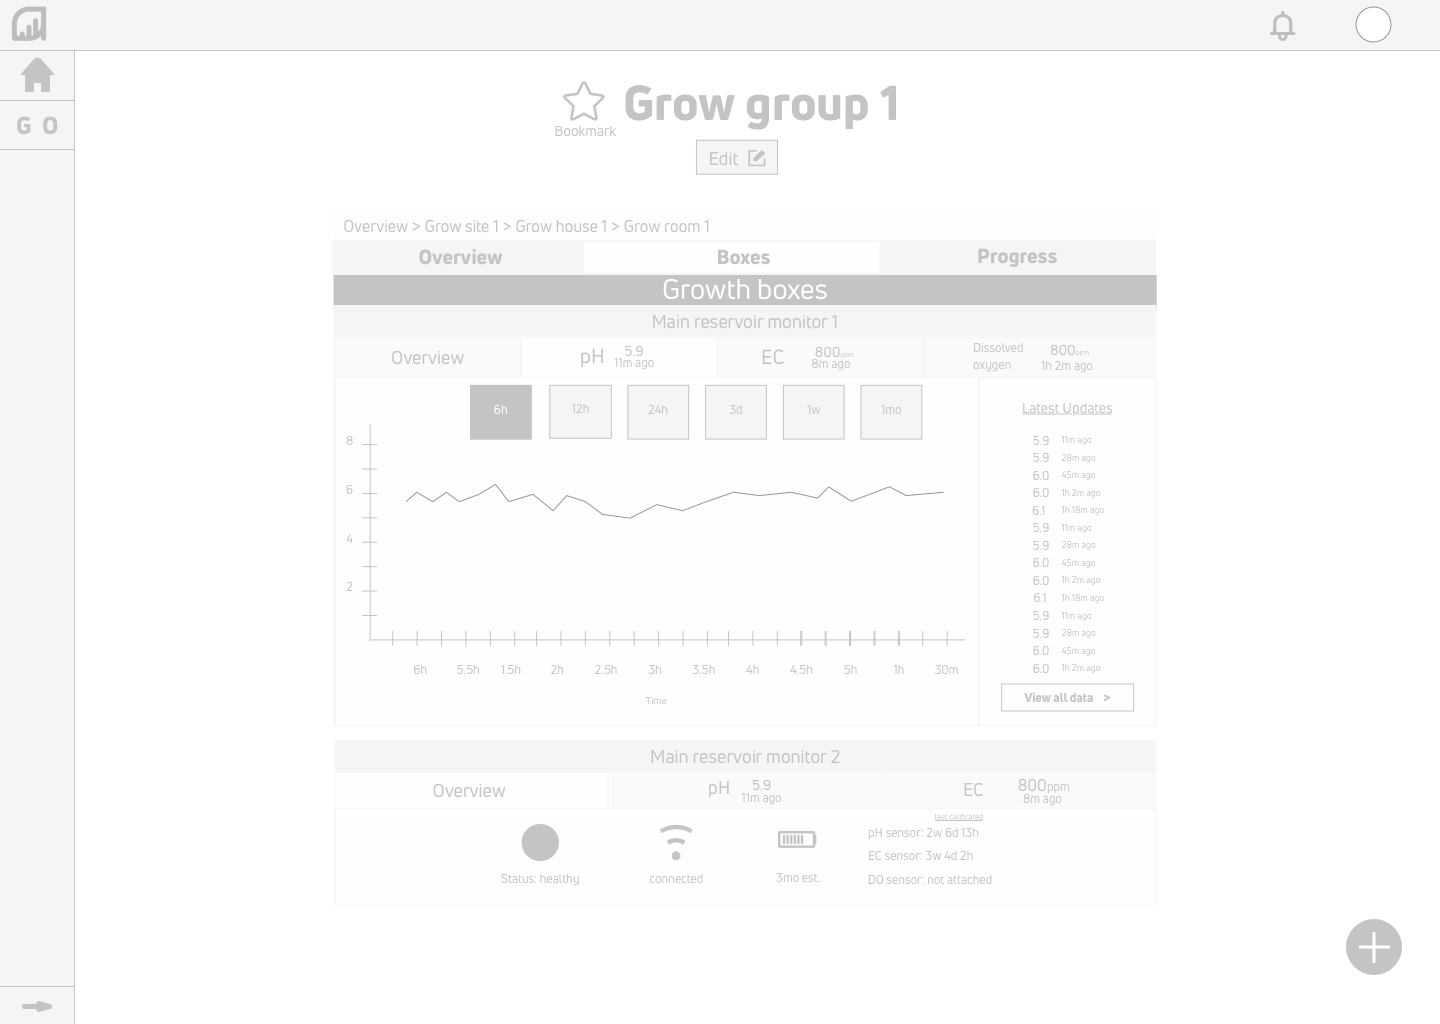 G O
Grow group 1
Bookmark
Edit
Overview > Grow site 1 > Grow house 1 > Grow room 1
Overview Boxes Progress
Growth boxes
Main reservoir monitor 1
Overview
pH 5.9
11m ago
EC 800ppm
8m ago
Dissolved oxygen 800ppm
1h 2m ago
6h 12h 24h 3d 1w 1mo
8
6
4
2
6h 5.5h 1.5h 2h 2.5h 3h 3.5h 4h 4.5h 5h 1h 30m
Time
Latest Updates
5.9 11m ago
5.9 28m ago
6.0 45m ago
6.0 1h 2m ago
6.1 1h 18m ago
5.9 11m ago
5.9 28m ago
6.0 45m ago
6.0 1h 2m ago
6.1 1h 18m ago
5.9 11m ago
5.9 28m ago
6.0 45m ago
6.0 1h 2m ago
View all data >
Main reservoir monitor 2
Overview
pH 5.9
11m ago
EC 800ppm
8m ago
Status: healthy
connected
3mo est.
last calibrated
pH sensor: 2w 6d 13h
EC sensor: 3w 4d 2h
DO sensor: not attached